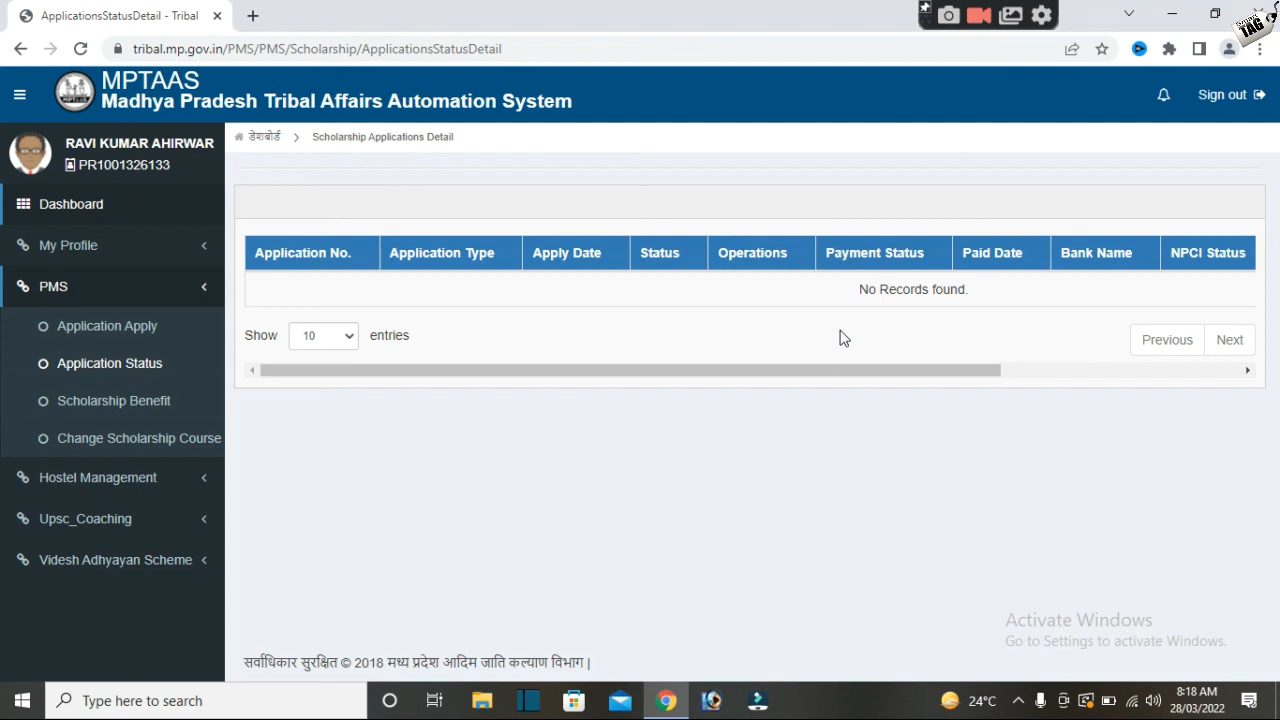 ApplicationsStatusDetail - Tribal
TAG
tribal.mp.gov.in/PMS/PMS/Scholarship/ApplicationsStatusDetail
MPTAAS
Madhya Pradesh Tribal Affairs Automation System
Sign out
RAVI KUMAR AHIRWAR
PR1001326133
डेशबोर्ड
Scholarship Applications Detail
Dashboard
My Profile
PMS
Application Apply
Application Status
Scholarship Benefit
Change Scholarship Course
Hostel Management
Upsc_Coaching
Videsh Adhyayan Scheme
Application No. Application Type Apply Date Status Operations Payment Status Paid Date Bank Name NPCI Status
No Records found.
Show 10 entries
Previous Next
Activate Windows
Go to Settings to activate Windows.
सर्वाधिकार सुरक्षित © 2018 मध्य प्रदेश आदिम जाति कल्याण विभाग |
Type here to search
24°C
8:18 AM
28/03/2022